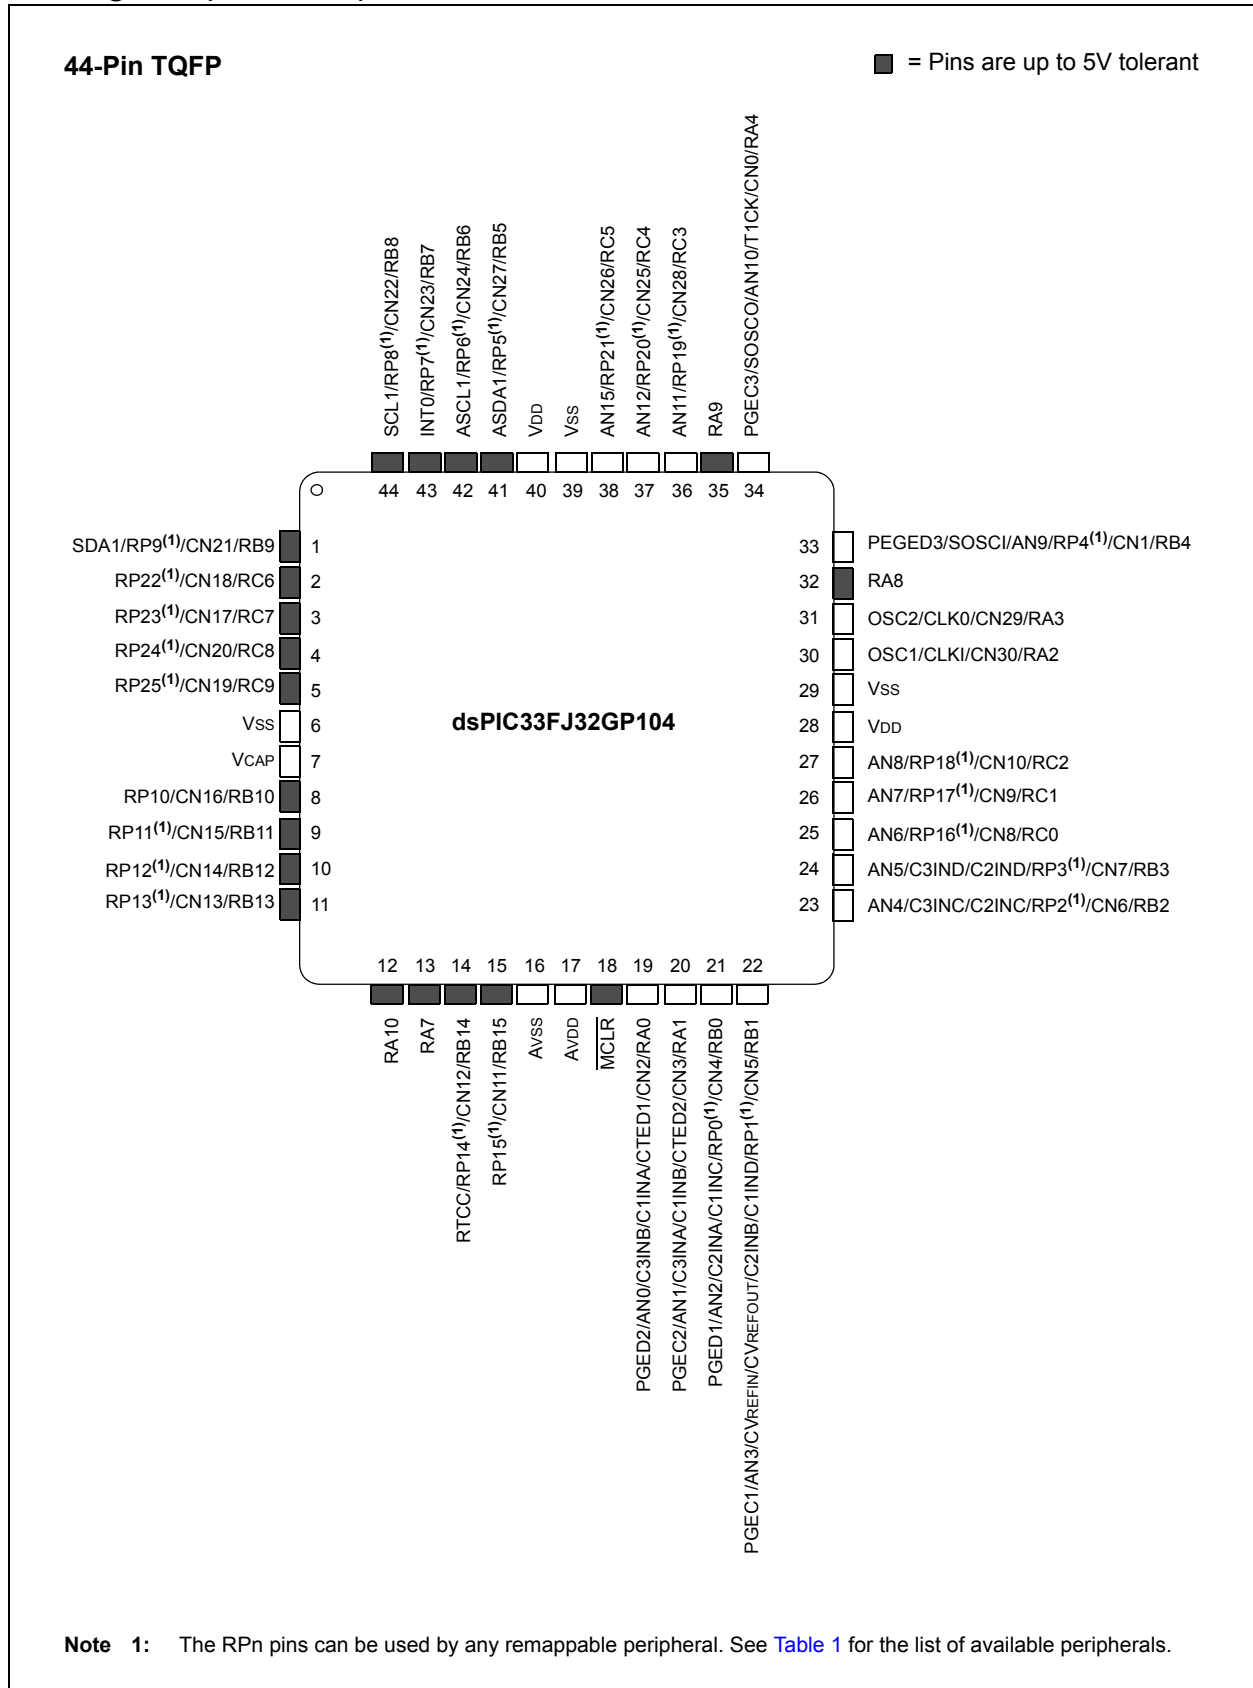 44-Pin TQFP
= Pins are up to 5V tolerant
SCL1/RP8(1)/CN22/RB8
INT0/RP7(1)/CN23/RB7
ASCL1/RP6(1)/CN24/RB6
ASDA1/RP5(1)/CN27/RB5
VDD
VSS
AN15/RP21(1)/CN26/RC5
AN12/RP20(1)/CN25/RC4
AN11/RP19(1)/CN28/RC3
RA9
PGEC3/SOSCO/AN10/T1CK/CN0/RA4
44 43 42 41 40 39 38 37 36 35 34
SDA1/RP9(1)/CN21/RB9 1
RP22(1)/CN18/RC6 2
RP23(1)/CN17/RC7 3
RP24(1)/CN20/RC8 4
RP25(1)/CN19/RC9 5
VSS 6
VCAP 7
RP10/CN16/RB10 8
RP11(1)/CN15/RB11 9
RP12(1)/CN14/RB12 10
RP13(1)/CN13/RB13 11
dsPIC33FJ32GP104
33 PEGED3/SOSCI/AN9/RP4(1)/CN1/RB4
32 RA8
31 OSC2/CLK0/CN29/RA3
30 OSC1/CLKI/CN30/RA2
29 VSS
28 VDD
27 AN8/RP18(1)/CN10/RC2
26 AN7/RP17(1)/CN9/RC1
25 AN6/RP16(1)/CN8/RC0
24 AN5/C3IND/C2IND/RP3(1)/CN7/RB3
23 AN4/C3INC/C2INC/RP2(1)/CN6/RB2
12 13 14 15 16 17 18 19 20 21 22
RA10
RA7
RTCC/RP14(1)/CN12/RB14
RP15(1)/CN11/RB15
AVSS
AVDD
MCLR
PGED2/AN0/C3INB/C1INA/CTED1/CN2/RA0
PGEC2/AN1/C3INA/C1INB/CTED2/CN3/RA1
PGED1/AN2/C2INA/C1INC/RP0(1)/CN4/RB0
PGEC1/AN3/CVREFIN/CVREFOUT/C2INB/C1IND/RP1(1)/CN5/RB1
Note 1: The RPn pins can be used by any remappable peripheral. See Table 1 for the list of available peripherals.